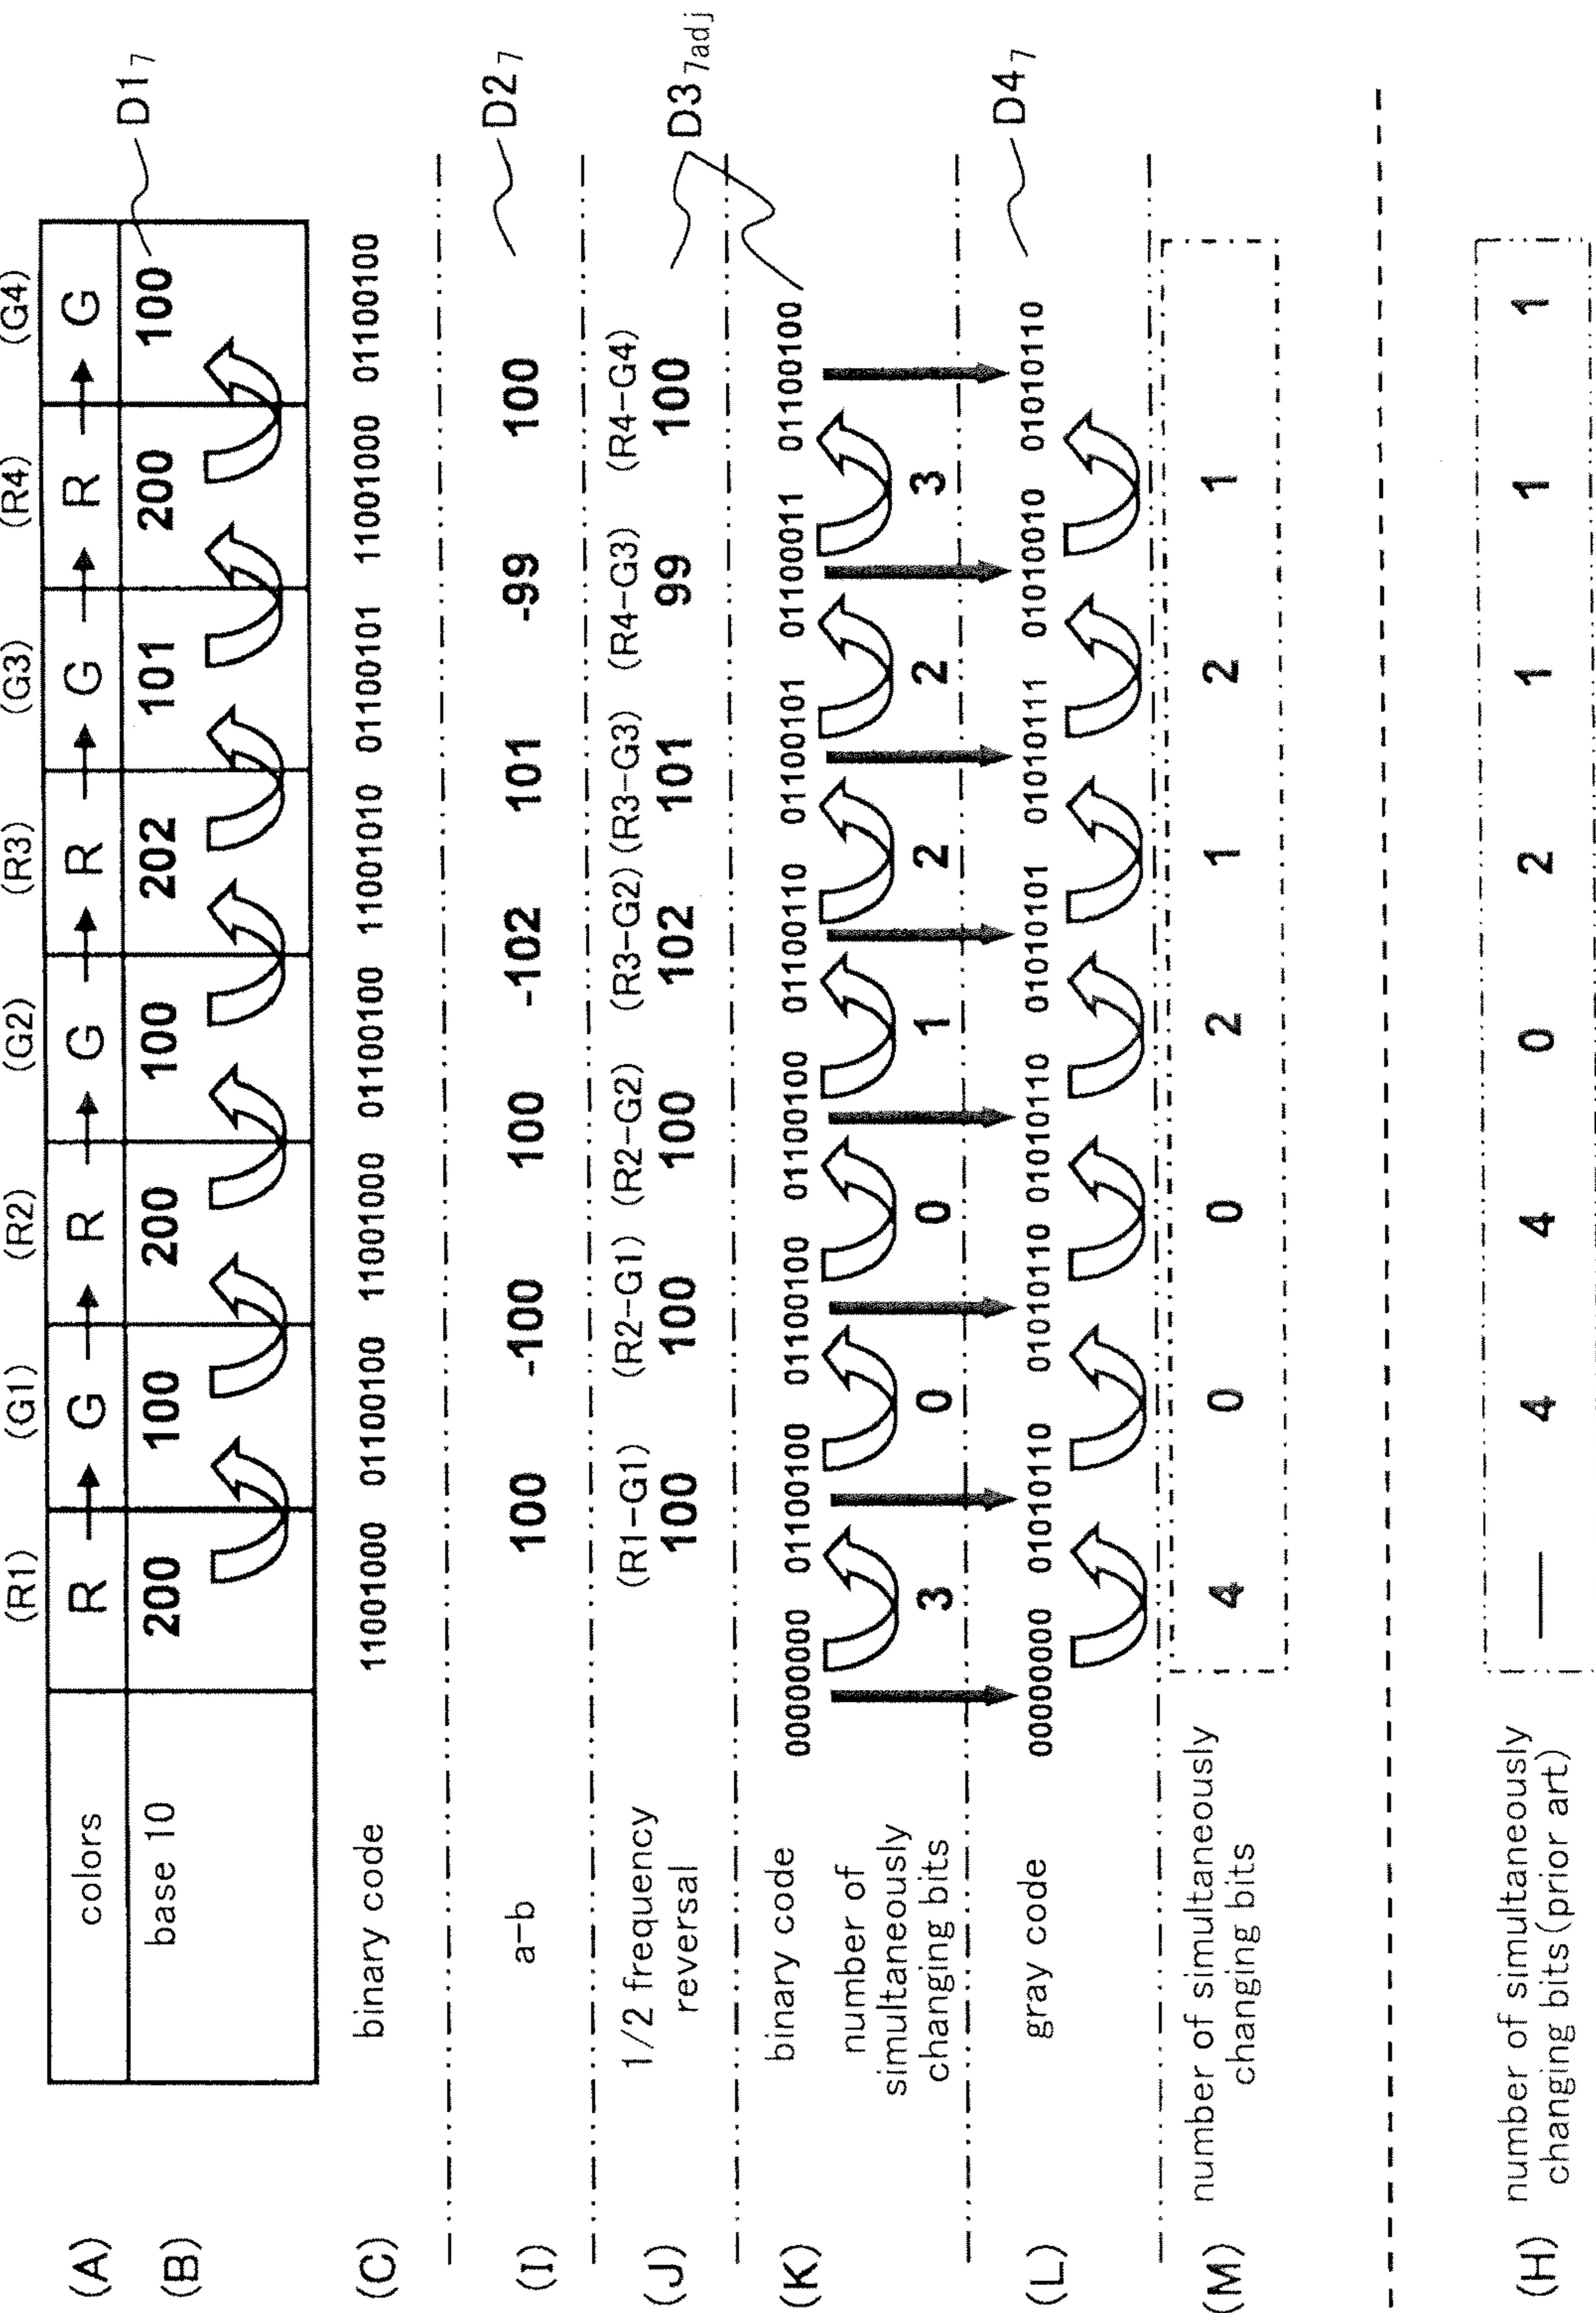 (R1) (G1) (R2) (G2) (R3) (G3) (R4) (G4)
(A) colors R G R G R G R G
(B) base 10 200 100 200 100 202 101 200 100 D1₇
(C) binary code 11001000 01100100 11001000 01100100 11001010 01100101 11001000 01100100
(I) a-b 100 -100 100 -102 101 -99 100 D2₇
(R1-G1) (R2-G1) (R2-G2) (R3-G2) (R3-G3) (R4-G3) (R4-G4)
(J) 1/2 frequency 100 100 100 102 101 99 100 D3₇adj
reversal
(K) binary code 00000000 01100100 01100100 01100100 01100110 01100101 01100011 01100100
number of 3 0 0 1 2 2 3
simultaneously
changing bits
(L) gray code 00000000 01010110 01010110 01010110 01010101 01010111 01010010 01010110 D4₇
(M) number of simultaneously 4 0 0 2 1 2 1
changing bits
(H) number of simultaneously — 4 4 0 2 1 1 1
changing bits(prior art)